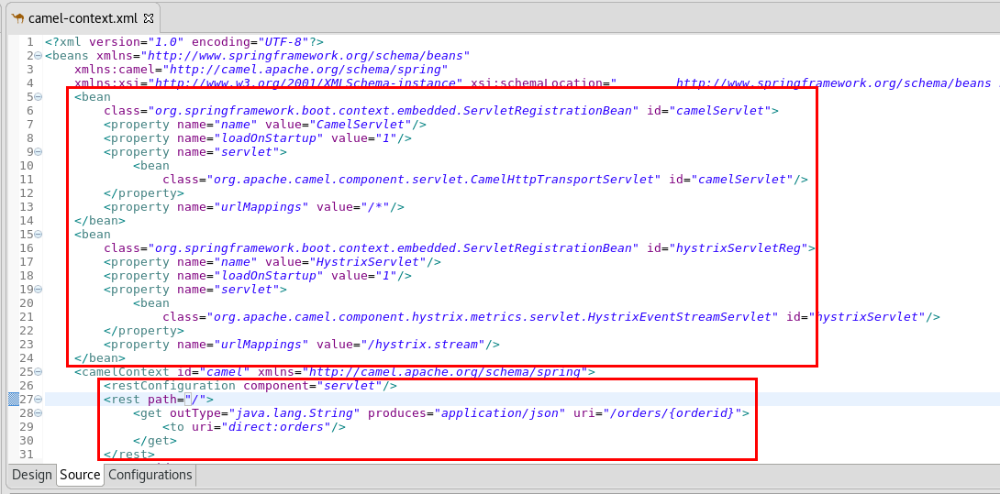 camel-context.xml
1 <?xml version="1.0" encoding="UTF-8"?>
2 <beans xmlns="http://www.springframework.org/schema/beans"
3     xmlns:camel="http://camel.apache.org/schema/spring"
4     xmlns:xsi="http://www.w3.org/2001/XMLSchema-instance" xsi:schemaLocation="        http://www.springframework.org/schema/beans
5     <bean
6         class="org.springframework.boot.context.embedded.ServletRegistrationBean" id="camelServlet">
7         <property name="name" value="CamelServlet"/>
8         <property name="loadOnStartup" value="1"/>
9         <property name="servlet">
10             <bean
11                 class="org.apache.camel.component.servlet.CamelHttpTransportServlet" id="camelServlet"/>
12         </property>
13         <property name="urlMappings" value="/*"/>
14     </bean>
15     <bean
16         class="org.springframework.boot.context.embedded.ServletRegistrationBean" id="hystrixServletReg">
17         <property name="name" value="HystrixServlet"/>
18         <property name="loadOnStartup" value="1"/>
19         <property name="servlet">
20             <bean
21                 class="org.apache.camel.component.hystrix.metrics.servlet.HystrixEventStreamServlet" id="hystrixServlet"/>
22         </property>
23         <property name="urlMappings" value="/hystrix.stream"/>
24     </bean>
25     <camelContext id="camel" xmlns="http://camel.apache.org/schema/spring">
26         <restConfiguration component="servlet"/>
27         <rest path="/">
28             <get outType="java.lang.String" produces="application/json" uri="/orders/{orderid}">
29                 <to uri="direct:orders"/>
30             </get>
31         </rest>
Design Source Configurations